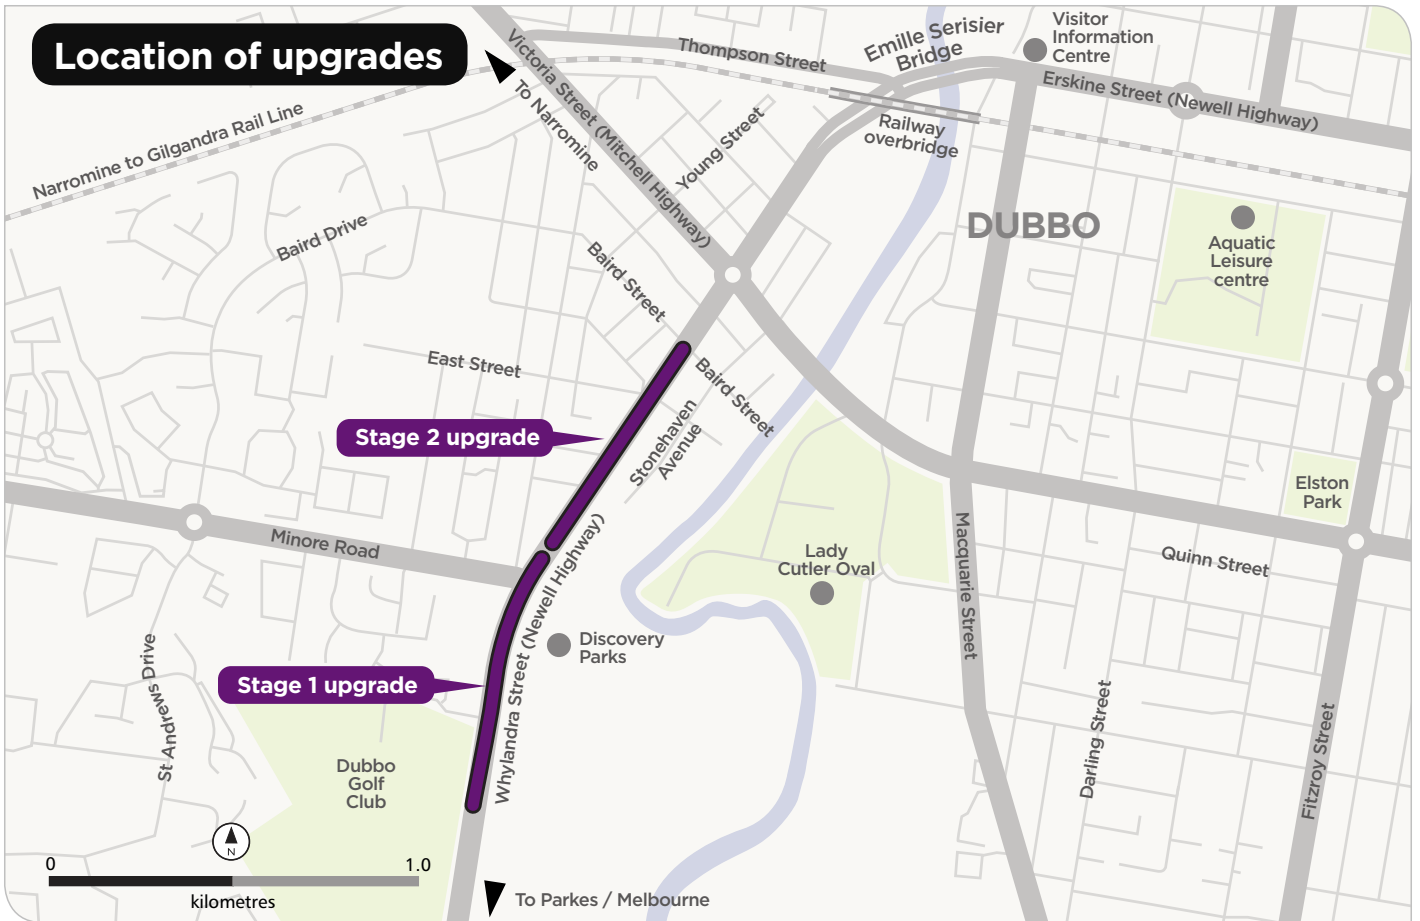 Location of upgrades
Visitor
Information
Centre
Emille Serisier
Bridge
Thompson Street
Victoria Street (Mitchell Highway)
To Narromine
Erskine Street (Newell Highway)
Narromine to Gilgandra Rail Line
Young Street
Railway
overbridge
DUBBO
Baird Drive
Aquatic
Leisure
centre
Baird Street
East Street
Baird Street
Stage 2 upgrade
Stonehaven
Avenue
Elston
Park
Minore Road
Lady
Cutler Oval
Macquarie Street
Quinn Street
Whylandra Street (Newell Highway)
Discovery
Parks
St Andrews Drive
Stage 1 upgrade
Darling Street
Fitzroy Street
Dubbo
Golf
Club
N
0
1.0
kilometres
To Parkes / Melbourne